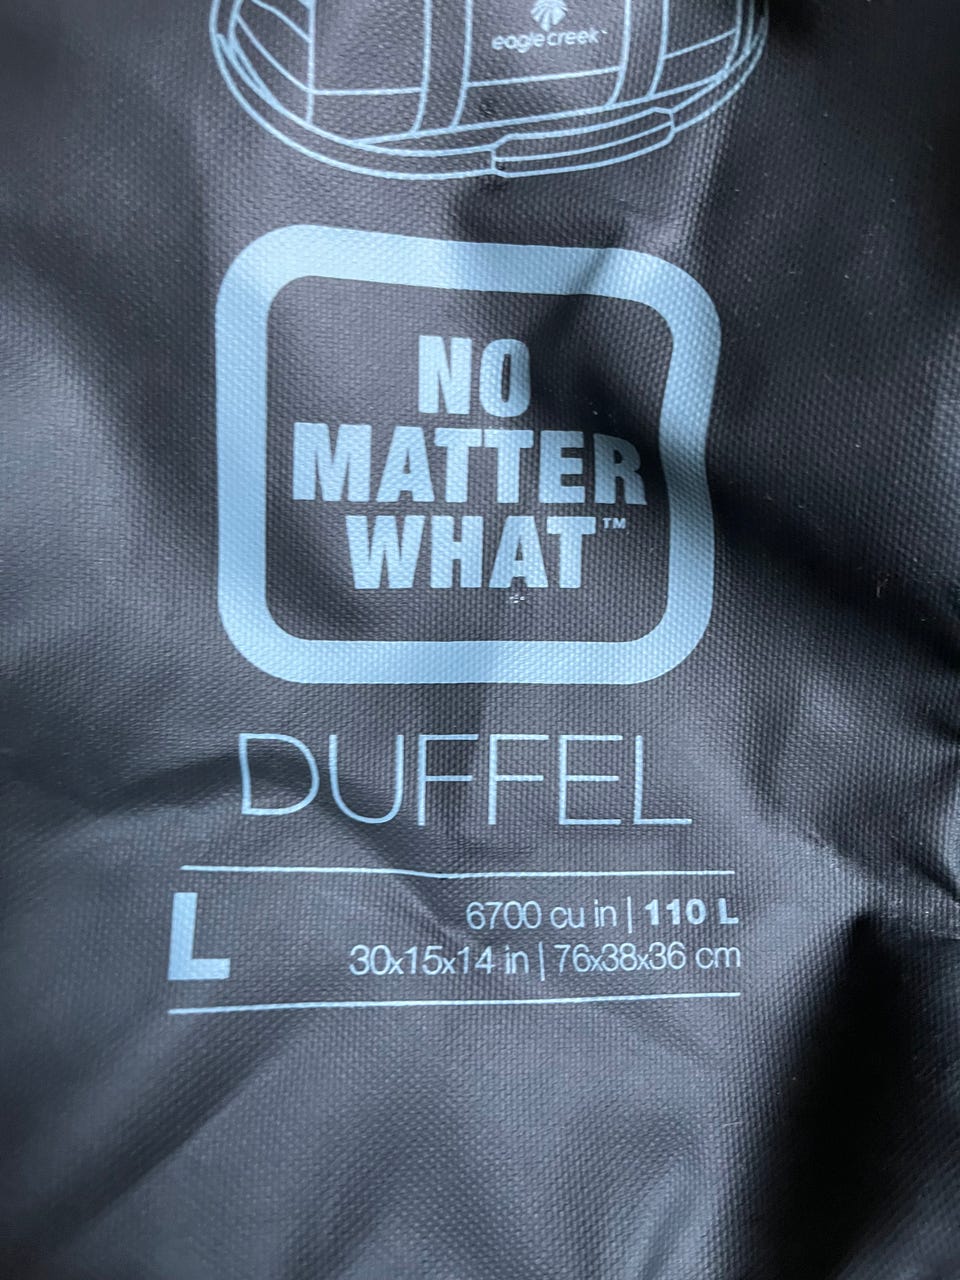 eagle creek
NO
MATTER
WHAT™
DUFFEL
L
6700 cu in | 110 L
30x15x14 in | 76x38x36 cm